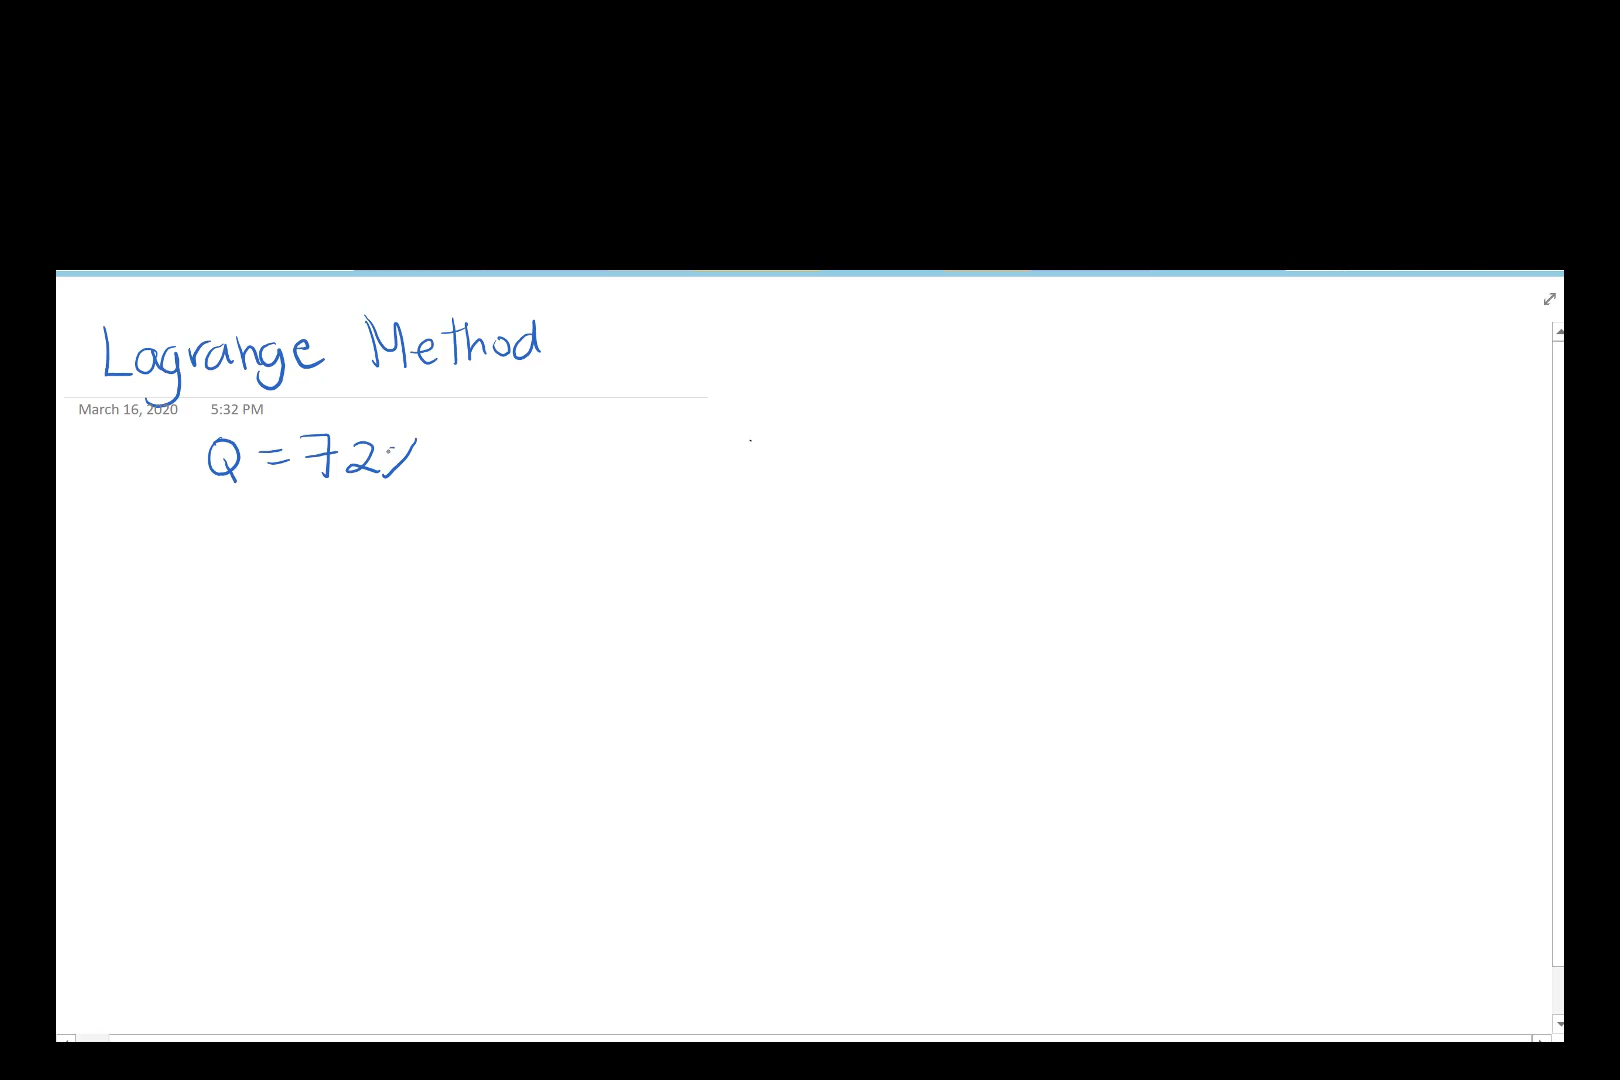 Lagrange Method
March 16, 2020 5:32 PM
Q = 72